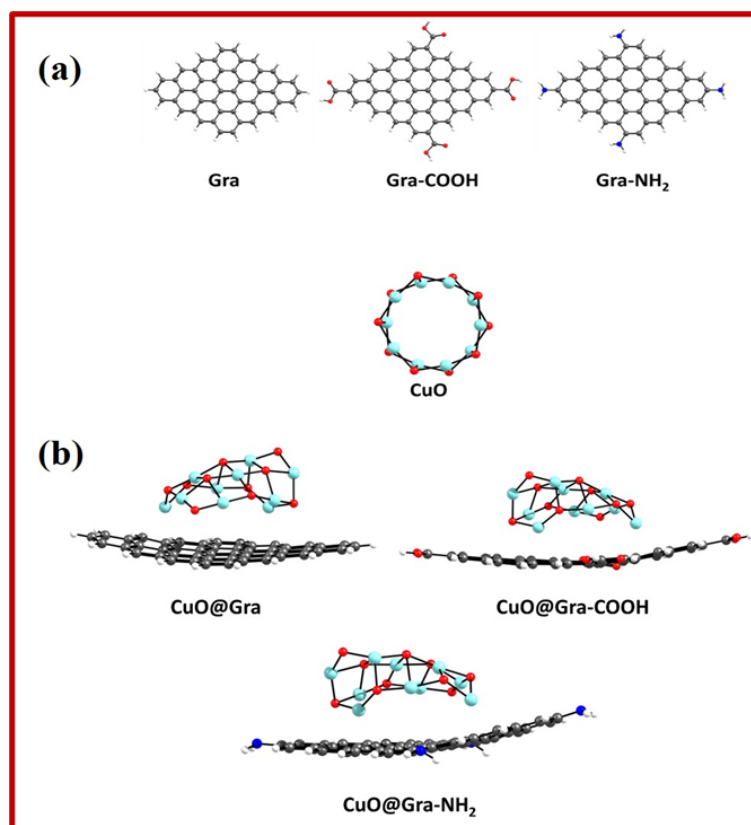 (a)
Gra
Gra-COOH
Gra-NH₂
CuO
(b)
CuO@Gra
CuO@Gra-COOH
CuO@Gra-NH₂